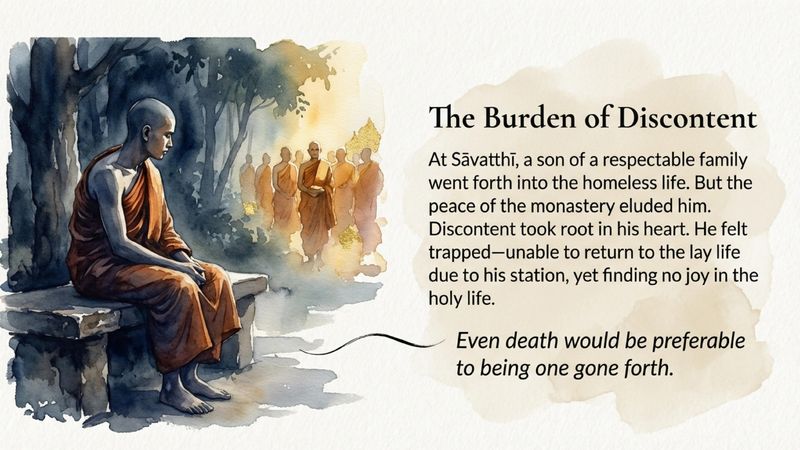 The Burden of Discontent
At Sāvatthī, a son of a respectable family
went forth into the homeless life. But the
peace of the monastery eluded him.
Discontent took root in his heart. He felt
trapped—unable to return to the lay life
due to his station, yet finding no joy in the
holy life.
Even death would be preferable
to being one gone forth.